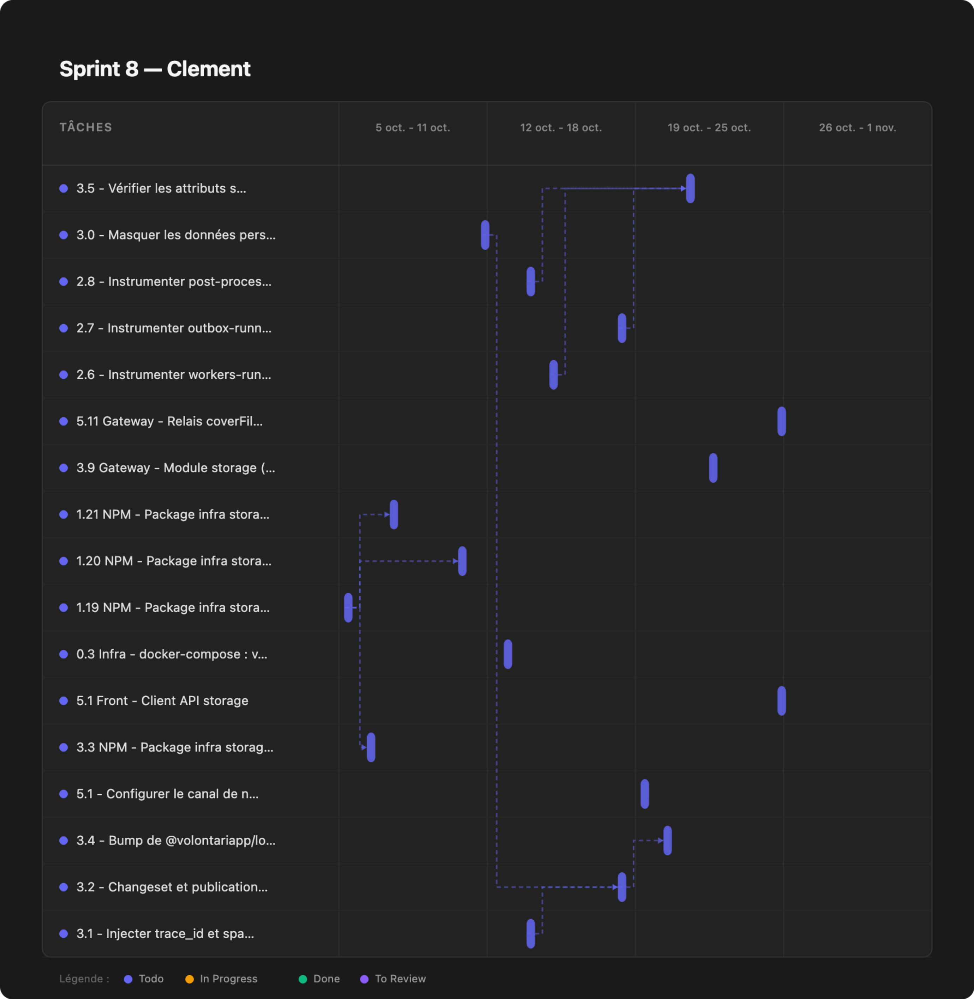 Sprint 8 — Clement
TÂCHES
5 oct. - 11 oct.
12 oct. - 18 oct.
19 oct. - 25 oct.
26 oct. - 1 nov.
3.5 - Vérifier les attributs s...
3.0 - Masquer les données pers...
2.8 - Instrumenter post-proces...
2.7 - Instrumenter outbox-runn...
2.6 - Instrumenter workers-run...
5.11 Gateway - Relais coverFil...
3.9 Gateway - Module storage (...
1.21 NPM - Package infra stora...
1.20 NPM - Package infra stora...
1.19 NPM - Package infra stora...
0.3 Infra - docker-compose : v...
5.1 Front - Client API storage
3.3 NPM - Package infra storag...
5.1 - Configurer le canal de n...
3.4 - Bump de @volontariapp/lo...
3.2 - Changeset et publication...
3.1 - Injecter trace_id et spa...
Légende : Todo In Progress Done To Review